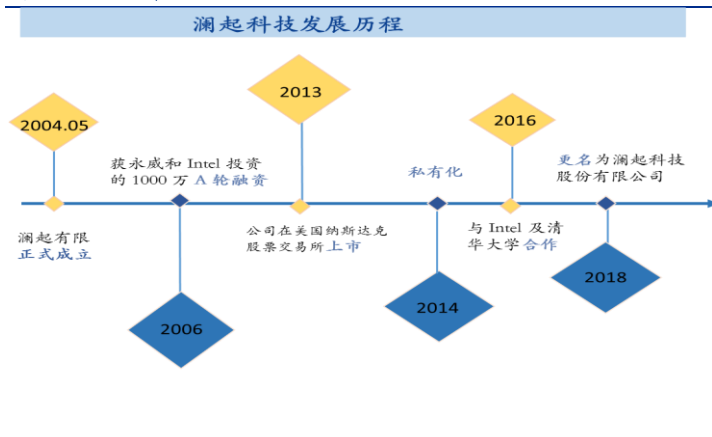 澜起科技发展历程
2004.05
澜起有限
正式成立
获永威和 Intel 投资
的 1000 万 A 轮融资
2006
2013
公司在美国纳斯达克
股票交易所上市
私有化
2014
2016
与 Intel 及清
华大学合作
更名为澜起科技
股份有限公司
2018